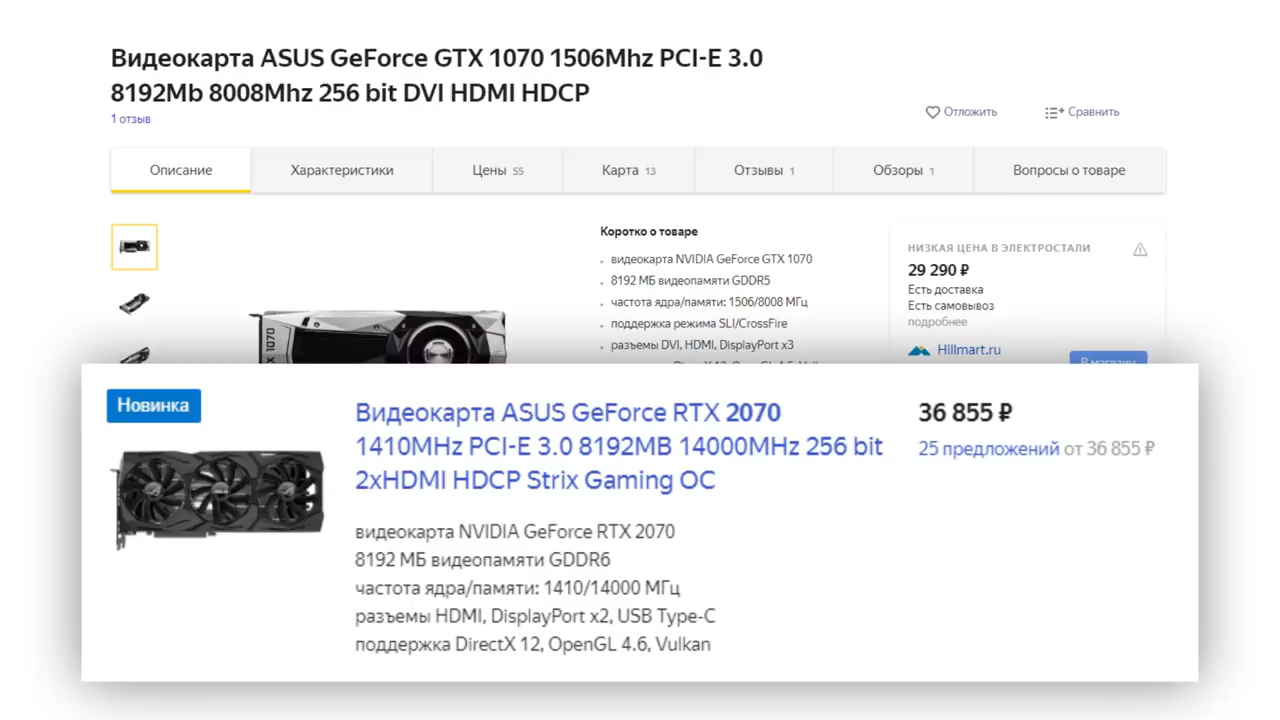 Видеокарта ASUS GeForce GTX 1070 1506Mhz PCI-E 3.0
8192Mb 8008Mhz 256 bit DVI HDMI HDCP
1 отзыв
Отложить
Сравнить
Описание
Характеристики
Цены 55
Карта 13
Отзывы 1
Обзоры 1
Вопросы о товаре
Коротко о товаре
видеокарта NVIDIA GeForce GTX 1070
8192 МБ видеопамяти GDDR5
частота ядра/памяти: 1506/8008 МГц
поддержка режима SLI/CrossFire
разъемы DVI, HDMI, DisplayPort x3
НИЗКАЯ ЦЕНА В ЭЛЕКТРОСТАЛИ
29 290 ₽
Есть доставка
Есть самовывоз
подробнее
Hillmart.ru
В магазин
1070
Новинка
Видеокарта ASUS GeForce RTX 2070
1410MHz PCI-E 3.0 8192MB 14000MHz 256 bit
2xHDMI HDCP Strix Gaming OC
видеокарта NVIDIA GeForce RTX 2070
8192 МБ видеопамяти GDDR6
частота ядра/памяти: 1410/14000 МГц
разъемы HDMI, DisplayPort x2, USB Type-C
поддержка DirectX 12, OpenGL 4.6, Vulkan
36 855 ₽
25 предложений от 36 855 ₽